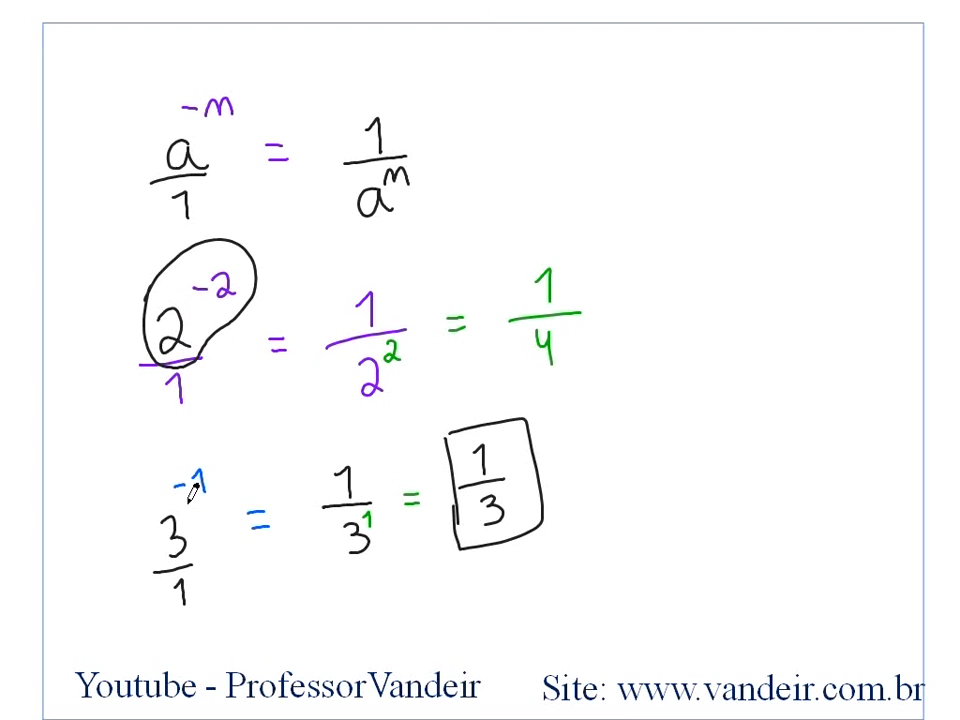 a^{-m}/1 = 1/a^m
2^{-2}/1 = 1/2^2 = 1/4
3^{-1}/1 = 1/3^1 = 1/3
Youtube - ProfessorVandeir
Site: www.vandeir.com.br